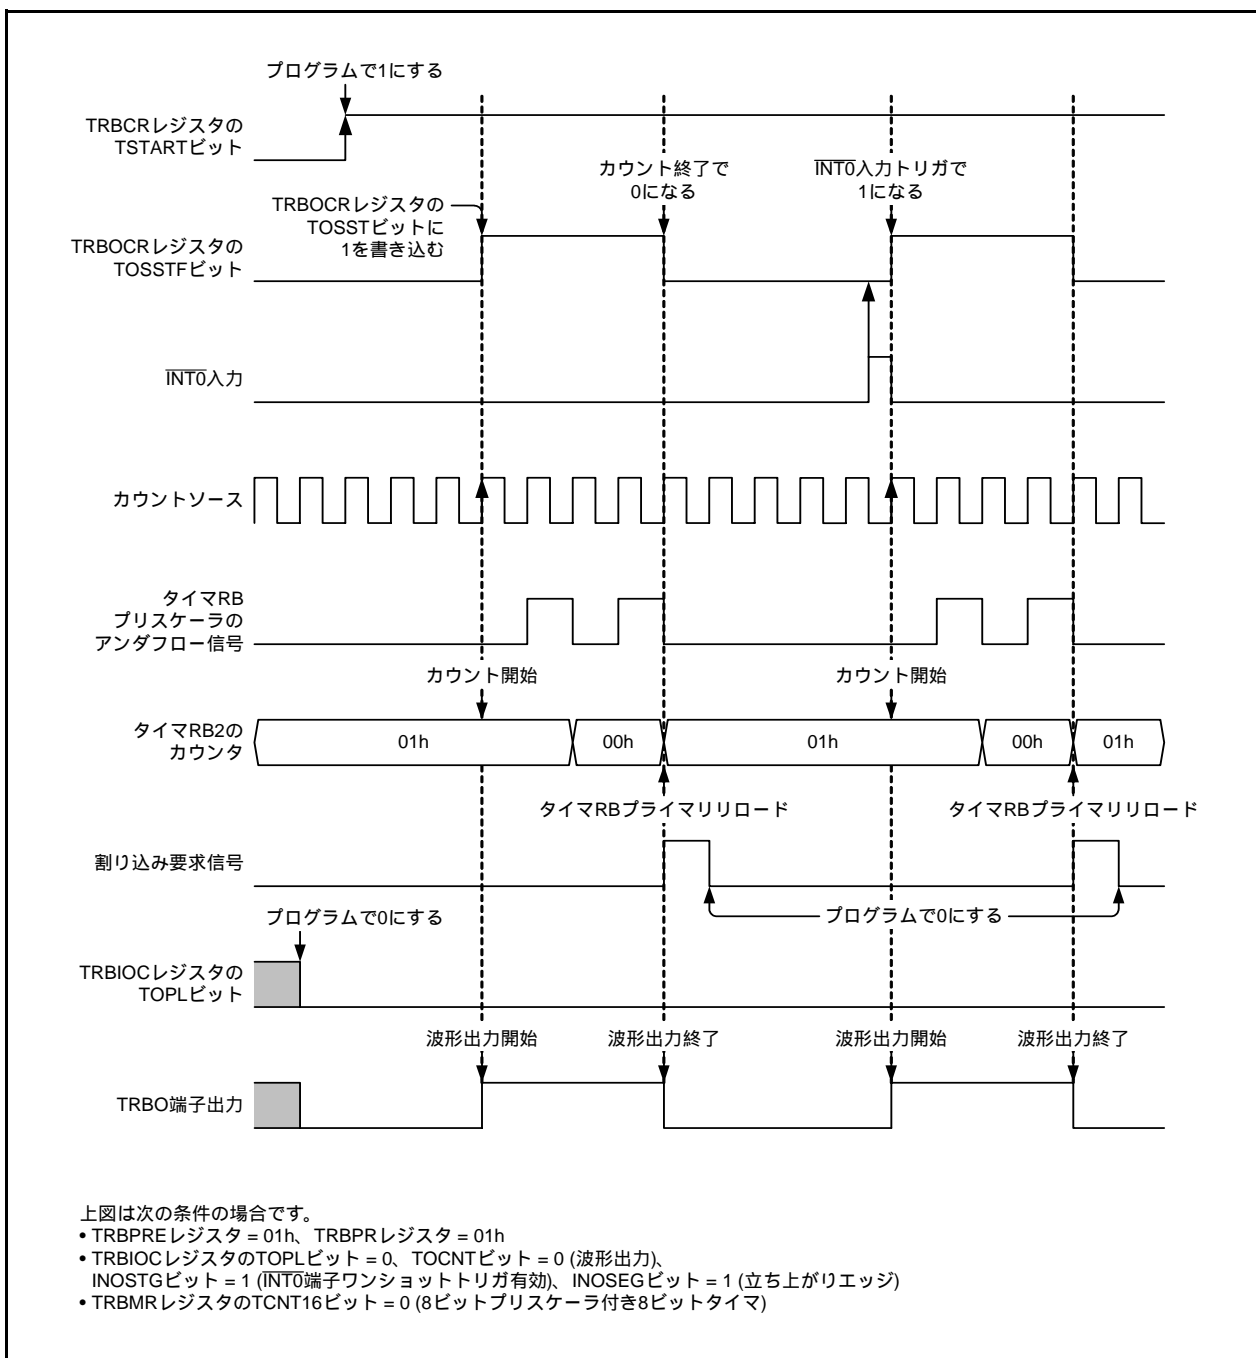 プログラムで1にする
TRBCRレジスタの
TSTARTビット
カウント終了で
0になる
INT0入力トリガで
1になる
TRBOCRレジスタの
TOSSTビットに
1を書き込む
TRBOCRレジスタの
TOSSTFビット
INT0入力
カウントソース
タイマRB
プリスケーラの
アンダフロー信号
カウント開始
カウント開始
タイマRB2の
カウンタ
01h
00h
01h
00h
01h
タイマRBプライマリリロード
タイマRBプライマリリロード
割り込み要求信号
プログラムで0にする
プログラムで0にする
TRBIOCレジスタの
TOPLビット
波形出力開始
波形出力終了
波形出力開始
波形出力終了
TRBO端子出力
上図は次の条件の場合です。
• TRBPREレジスタ = 01h、TRBPRレジスタ = 01h
• TRBIOCレジスタのTOPLビット = 0、TOCNTビット = 0 (波形出力)、
INOSTGビット = 1 (INT0端子ワンショットトリガ有効)、INOSEGビット = 1 (立ち上がりエッジ)
• TRBMRレジスタのTCNT16ビット = 0 (8ビットプリスケーラ付き8ビットタイマ)